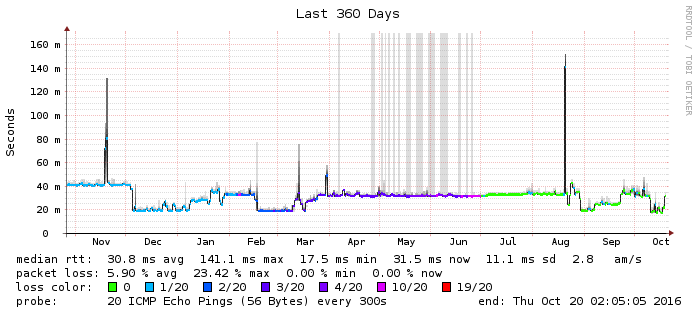 Last 360 Days
RRDTOOL / TOBI OETIKER
Seconds
160 m
140 m
120 m
100 m
80 m
60 m
40 m
20 m
0
Nov Dec Jan Feb Mar Apr May Jun Jul Aug Sep Oct
median rtt: 30.8 ms avg 141.1 ms max 17.5 ms min 31.5 ms now 11.1 ms sd 2.8 am/s
packet loss: 5.90 % avg 23.42 % max 0.00 % min 0.00 % now
loss color: 0 1/20 2/20 3/20 4/20 10/20 19/20
probe: 20 ICMP Echo Pings (56 Bytes) every 300s end: Thu Oct 20 02:05:05 2016